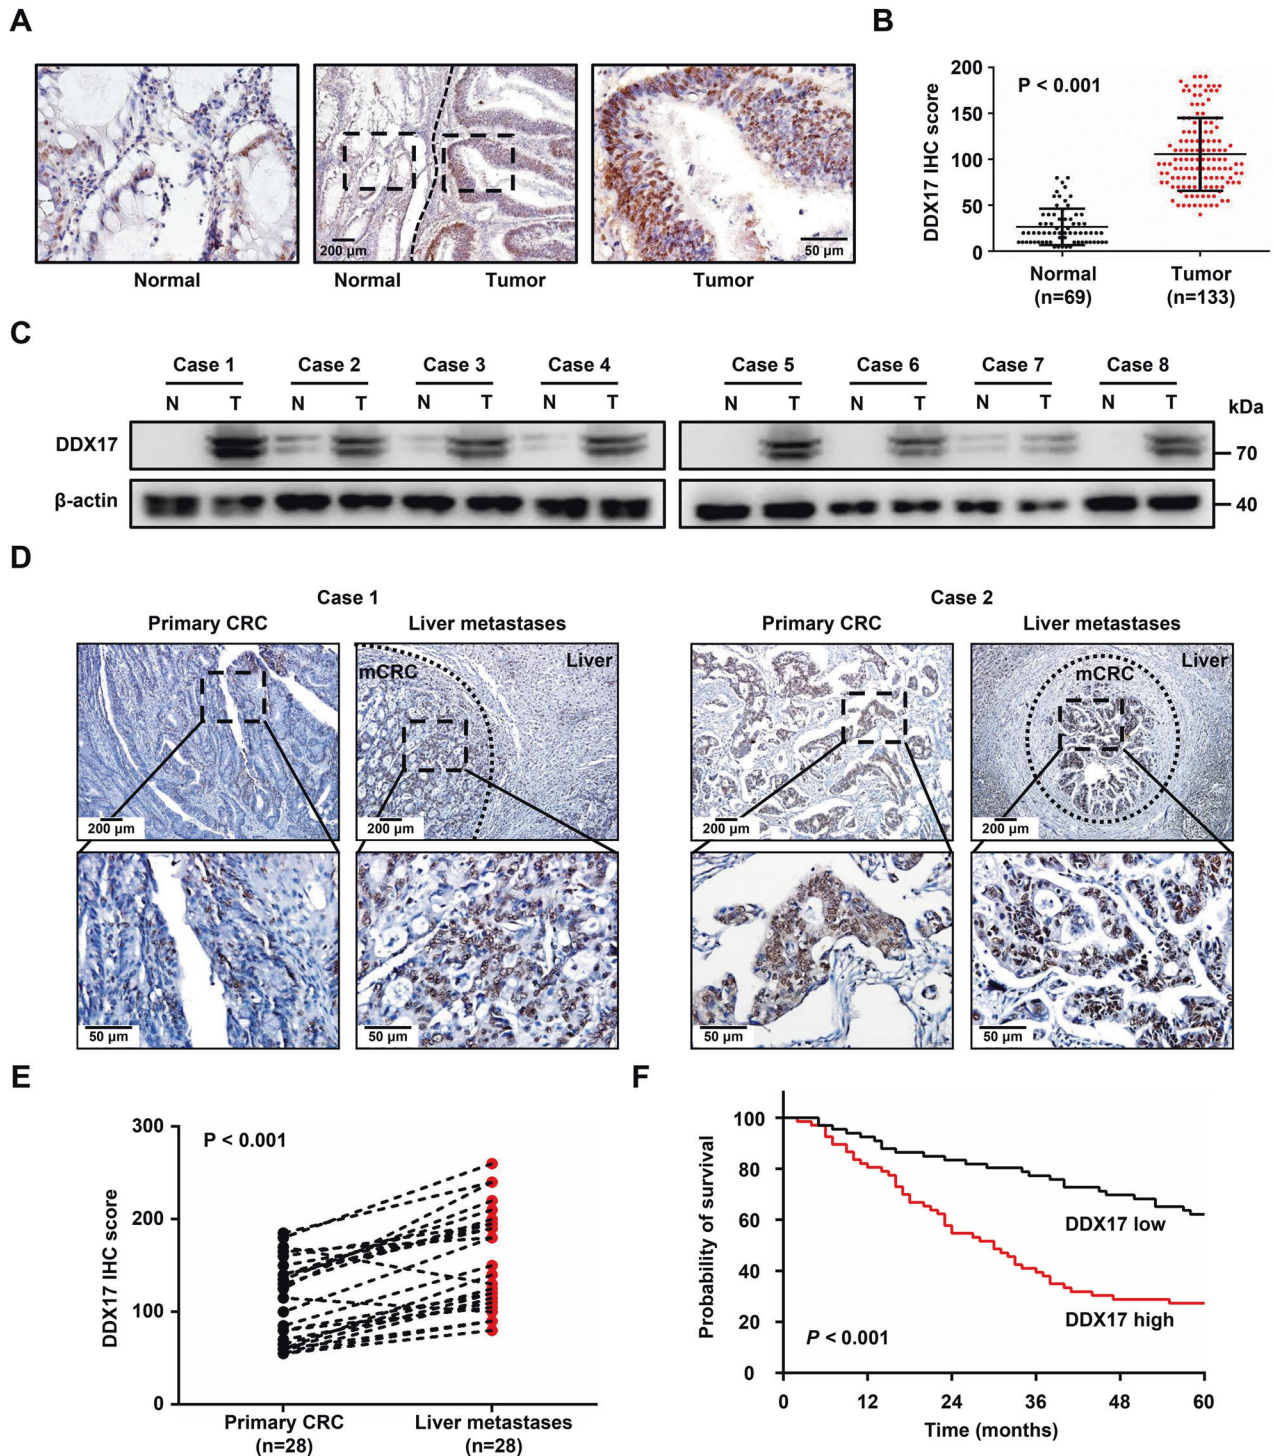 A
Normal
200 μm
Normal
Tumor
50 μm
Tumor
B
DDX17 IHC score
200
150
100
50
0
P < 0.001
Normal
(n=69)
Tumor
(n=133)
C
Case 1
Case 2
Case 3
Case 4
Case 5
Case 6
Case 7
Case 8
N T N T N T N T N T N T N T N T
kDa
DDX17
70
β-actin
40
D
Case 1
Primary CRC
Liver metastases
mCRC
Liver
200 μm
200 μm
50 μm
50 μm
Case 2
Primary CRC
Liver metastases
mCRC
Liver
200 μm
200 μm
50 μm
50 μm
E
DDX17 IHC score
300
200
100
0
P < 0.001
Primary CRC
(n=28)
Liver metastases
(n=28)
F
Probability of survival
100
80
60
40
20
0
DDX17 low
DDX17 high
P < 0.001
0 12 24 36 48 60
Time (months)